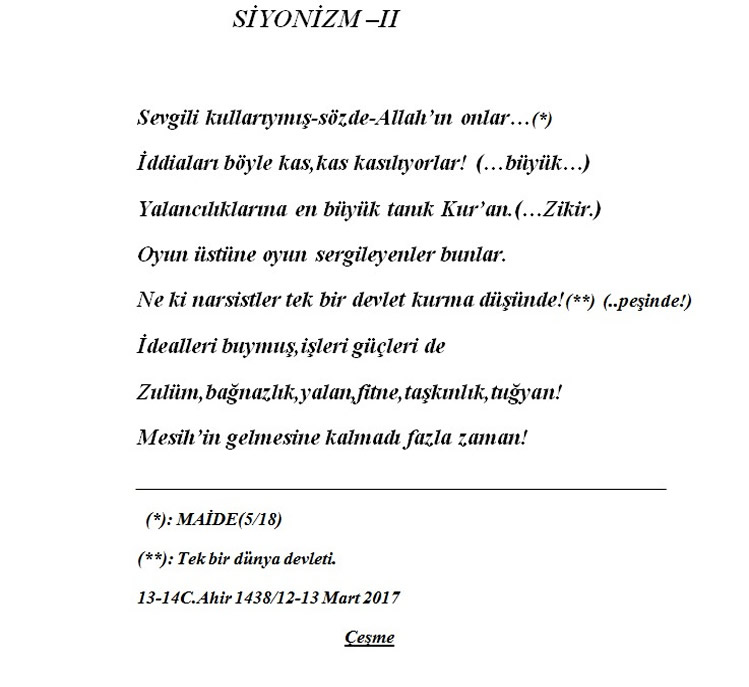 SİYONİZM –II
Sevgili kullarıymış-sözde-Allah’ın onlar…(*)
İddiaları böyle kas,kas kasılıyorlar! (…büyük…)
Yalancılıklarına en büyük tanık Kur’an.(…Zikir.)
Oyun üstüne oyun sergileyenler bunlar.
Ne ki narsistler tek bir devlet kurma düşünde!(**) (..peşinde!)
İdealleri buymuş,işleri güçleri de
Zulüm,bağnazlık,yalan,fitne,taşkınlık,tuğyan!
Mesih’in gelmesine kalmadı fazla zaman!
(*): MAİDE(5/18)
(**): Tek bir dünya devleti.
13-14C.Ahir 1438/12-13 Mart 2017
Çeşme